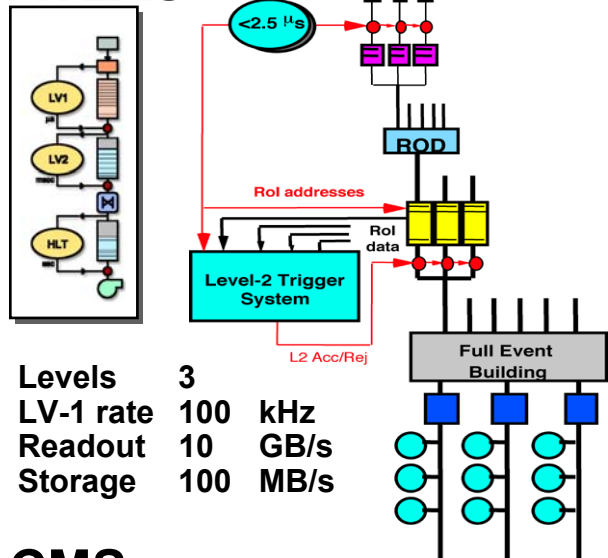 <2.5 µs
LV1
µs
LV2
msec
HLT
sec
ROD
RoI addresses
RoI
data
Level-2 Trigger
System
L2 Acc/Rej
Full Event
Building
Levels 3
LV-1 rate 100 kHz
Readout 10 GB/s
Storage 100 MB/s